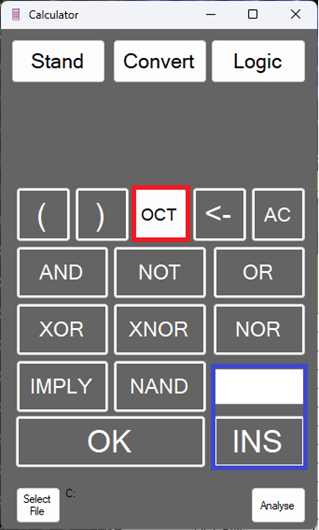 Calculator
Stand Convert Logic
( ) OCT <- AC
AND NOT OR
XOR XNOR NOR
IMPLY NAND
OK INS
Select
File
C:
Analyse